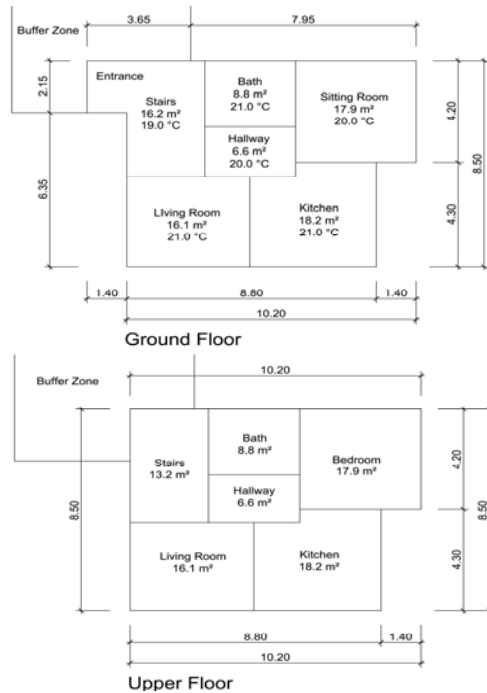 3.65
7.95
Buffer Zone
Entrance
Stairs
16.2 m²
19.0 °C
Bath
8.8 m²
21.0 °C
Sitting Room
17.9 m²
20.0 °C
Hallway
6.6 m²
20.0 °C
2.15
6.35
4.20
8.50
4.30
LIving Room
16.1 m²
21.0 °C
Kitchen
18.2 m²
21.0 °C
1.40
8.80
1.40
10.20
Ground Floor
10.20
Buffer Zone
Stairs
13.2 m²
Bath
8.8 m²
Bedroom
17.9 m²
Hallway
6.6 m²
8.50
4.20
8.50
4.30
Living Room
16.1 m²
Kitchen
18.2 m²
8.80
1.40
10.20
Upper Floor